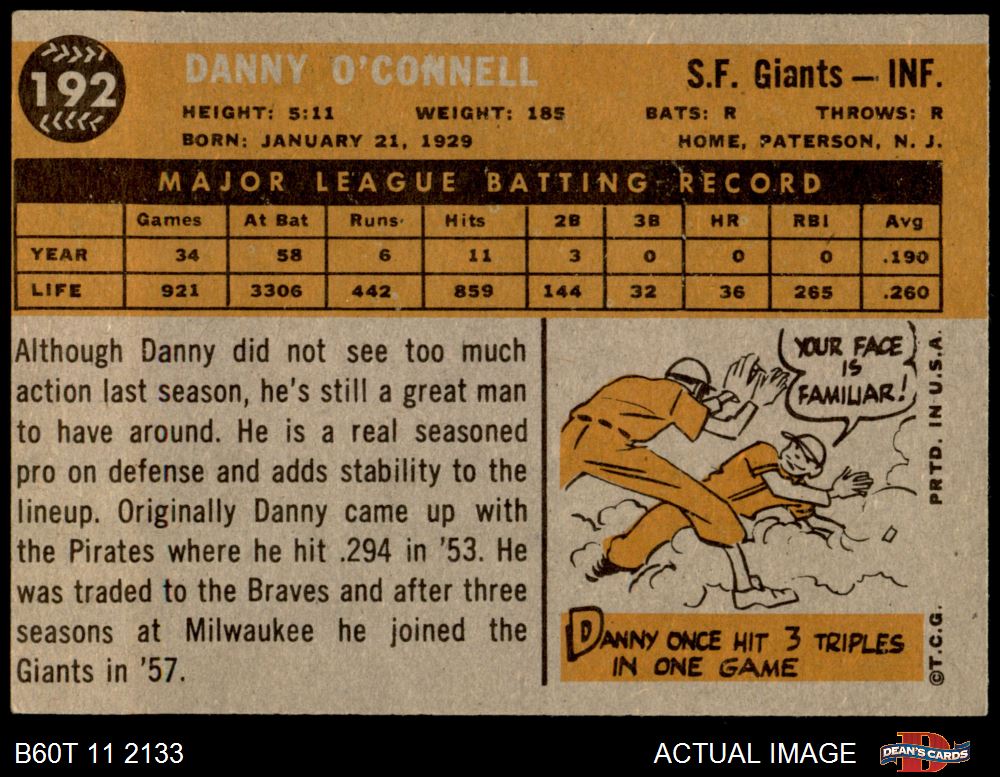 192
DANNY O'CONNELL
S.F. Giants — INF.
HEIGHT: 5:11 WEIGHT: 185 BATS: R THROWS: R
BORN: JANUARY 21, 1929 HOME, PATERSON, N. J.
MAJOR LEAGUE BATTING RECORD
Games At Bat Runs Hits 2B 3B HR RBI Avg
YEAR 34 58 6 11 3 0 0 0 .190
LIFE 921 3306 442 859 144 32 36 265 .260
Although Danny did not see too much
action last season, he's still a great man
to have around. He is a real seasoned
pro on defense and adds stability to the
lineup. Originally Danny came up with
the Pirates where he hit .294 in '53. He
was traded to the Braves and after three
seasons at Milwaukee he joined the
Giants in '57.
YOUR FACE
IS
FAMILIAR!
DANNY ONCE HIT 3 TRIPLES
IN ONE GAME
©T.C.G. PRTD. IN U.S.A.
B60T 11 2133
ACTUAL IMAGE
DEAN'S CARDS